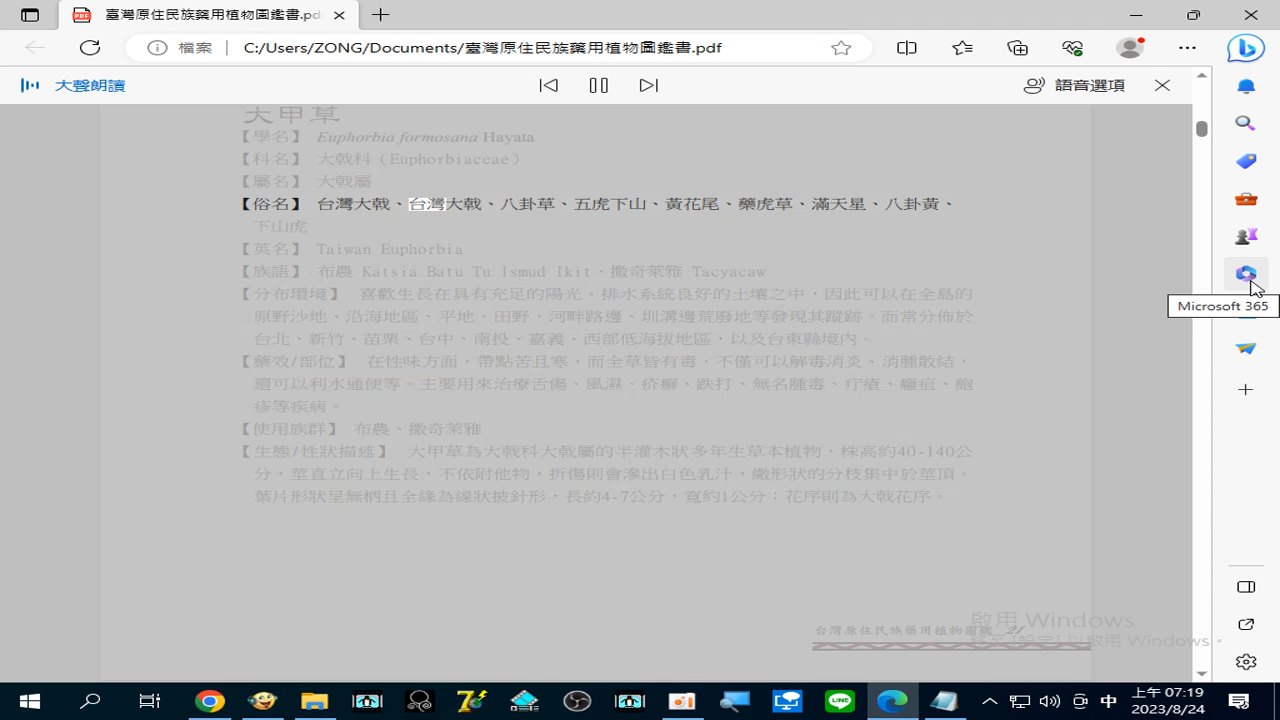 臺灣原住民族藥用植物圖鑑書.pdf
檔案 C:/Users/ZONG/Documents/臺灣原住民族藥用植物圖鑑書.pdf
大聲朗讀
語音選項
大甲草
【學名】 Euphorbia formosana Hayata
【科名】 大戟科（Euphorbiaceae）
【屬名】 大戟屬
【俗名】 台灣大戟、台灣大戟、八卦草、五虎下山、黃花尾、藥虎草、滿天星、八卦黃、
下山虎
【英名】 Taiwan Euphorbia
【族語】 布農 Katsia Batu Tu Ismud Ikit、撒奇萊雅 Tacyacaw
【分布環境】 喜歡生長在具有充足的陽光，排水系統良好的土壤之中，因此可以在全島的
原野沙地、沿海地區、平地、田野、河畔路邊、圳溝邊荒廢地等發現其蹤跡。而常分佈於
台北、新竹、苗栗、台中、南投、嘉義、西部低海拔地區，以及台東縣境內。
【藥效/部位】 在性味方面，帶點苦且寒，而全草皆有毒，不僅可以解毒消炎、消腫散結，
還可以利水通便等。主要用來治療舌傷、風濕、疥癬、跌打、無名腫毒、疔瘡、癰疽、皰
疹等疾病。
【使用族群】 布農、撒奇萊雅
【生態/性狀描述】 大甲草為大戟科大戟屬的半灌木狀多年生草本植物，株高約40-140公
分，莖直立向上生長，不依附他物，折傷則會滲出白色乳汁，繖形狀的分枝集中於莖頂。
葉片形狀呈無柄且全緣為線狀披針形，長約4-7公分，寬約1公分；花序則為大戟花序。
台灣原住民族藥用植物圖鑑 21
啟用 Windows
移至 [設定] 以啟用 Windows。
Microsoft 365
中
上午 07:19
2023/8/24